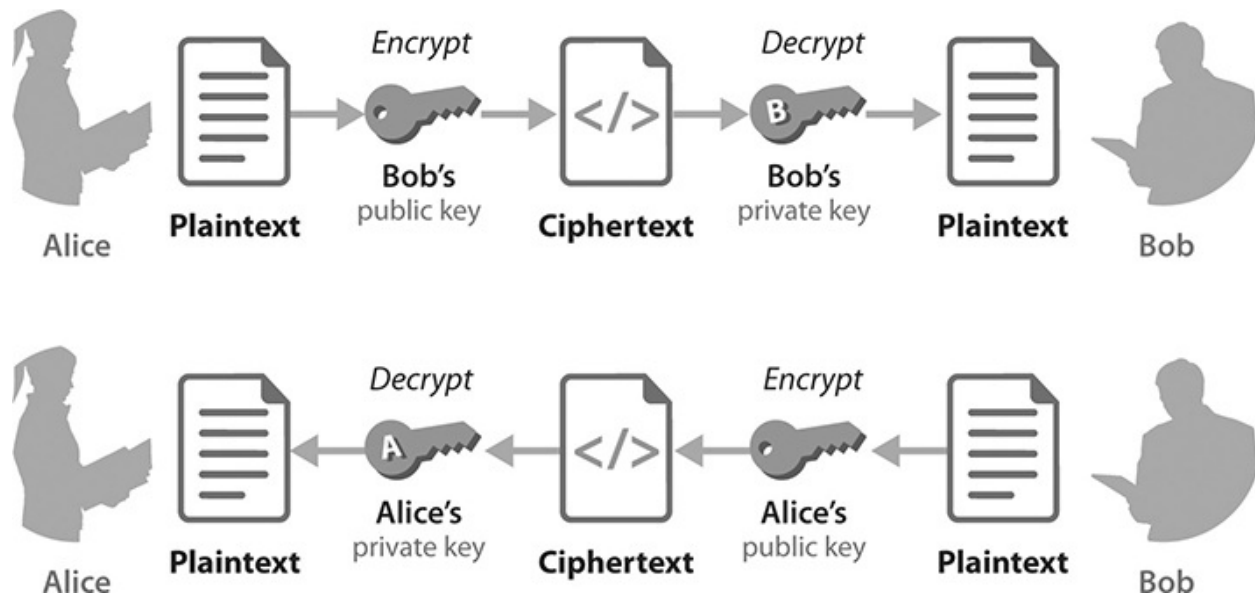 Encrypt
Decrypt
</>
B
Bob's
public key
Bob's
private key
Plaintext
Ciphertext
Plaintext
Alice
Bob
Decrypt
Encrypt
A
</>
Alice's
private key
Alice's
public key
Plaintext
Ciphertext
Plaintext
Alice
Bob